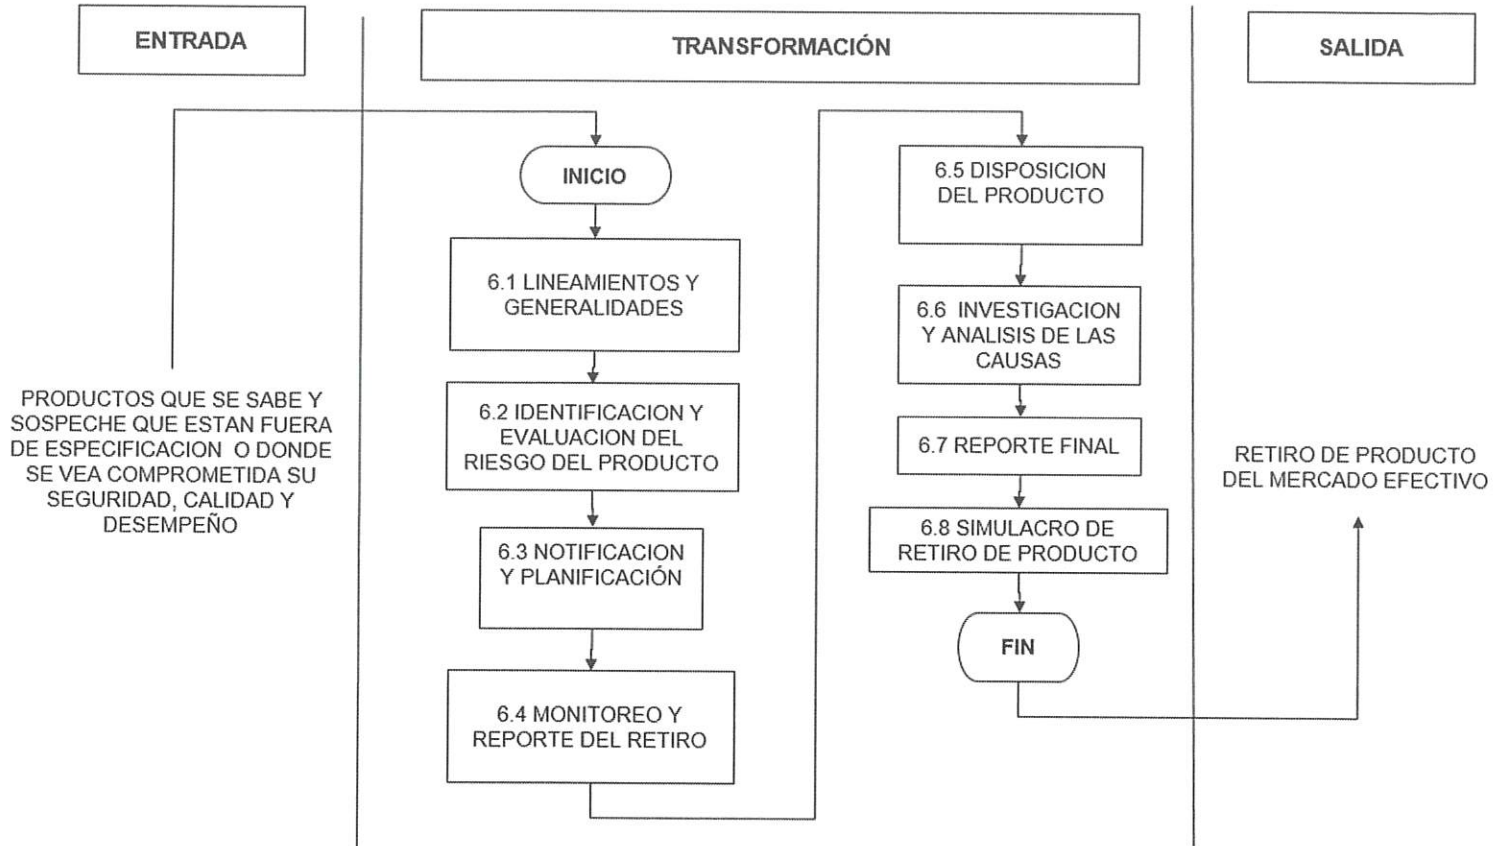 ENTRADA
TRANSFORMACIÓN
SALIDA
INICIO
6.1 LINEAMIENTOS Y
GENERALIDADES
6.2 IDENTIFICACION Y
EVALUACION DEL
RIESGO DEL PRODUCTO
6.3 NOTIFICACION
Y PLANIFICACIÓN
6.4 MONITOREO Y
REPORTE DEL RETIRO
6.5 DISPOSICION
DEL PRODUCTO
6.6 INVESTIGACION
Y ANALISIS DE LAS
CAUSAS
6.7 REPORTE FINAL
6.8 SIMULACRO DE
RETIRO DE PRODUCTO
FIN
PRODUCTOS QUE SE SABE Y
SOSPECHE QUE ESTAN FUERA
DE ESPECIFICACION O DONDE
SE VEA COMPROMETIDA SU
SEGURIDAD, CALIDAD Y
DESEMPEÑO
RETIRO DE PRODUCTO
DEL MERCADO EFECTIVO